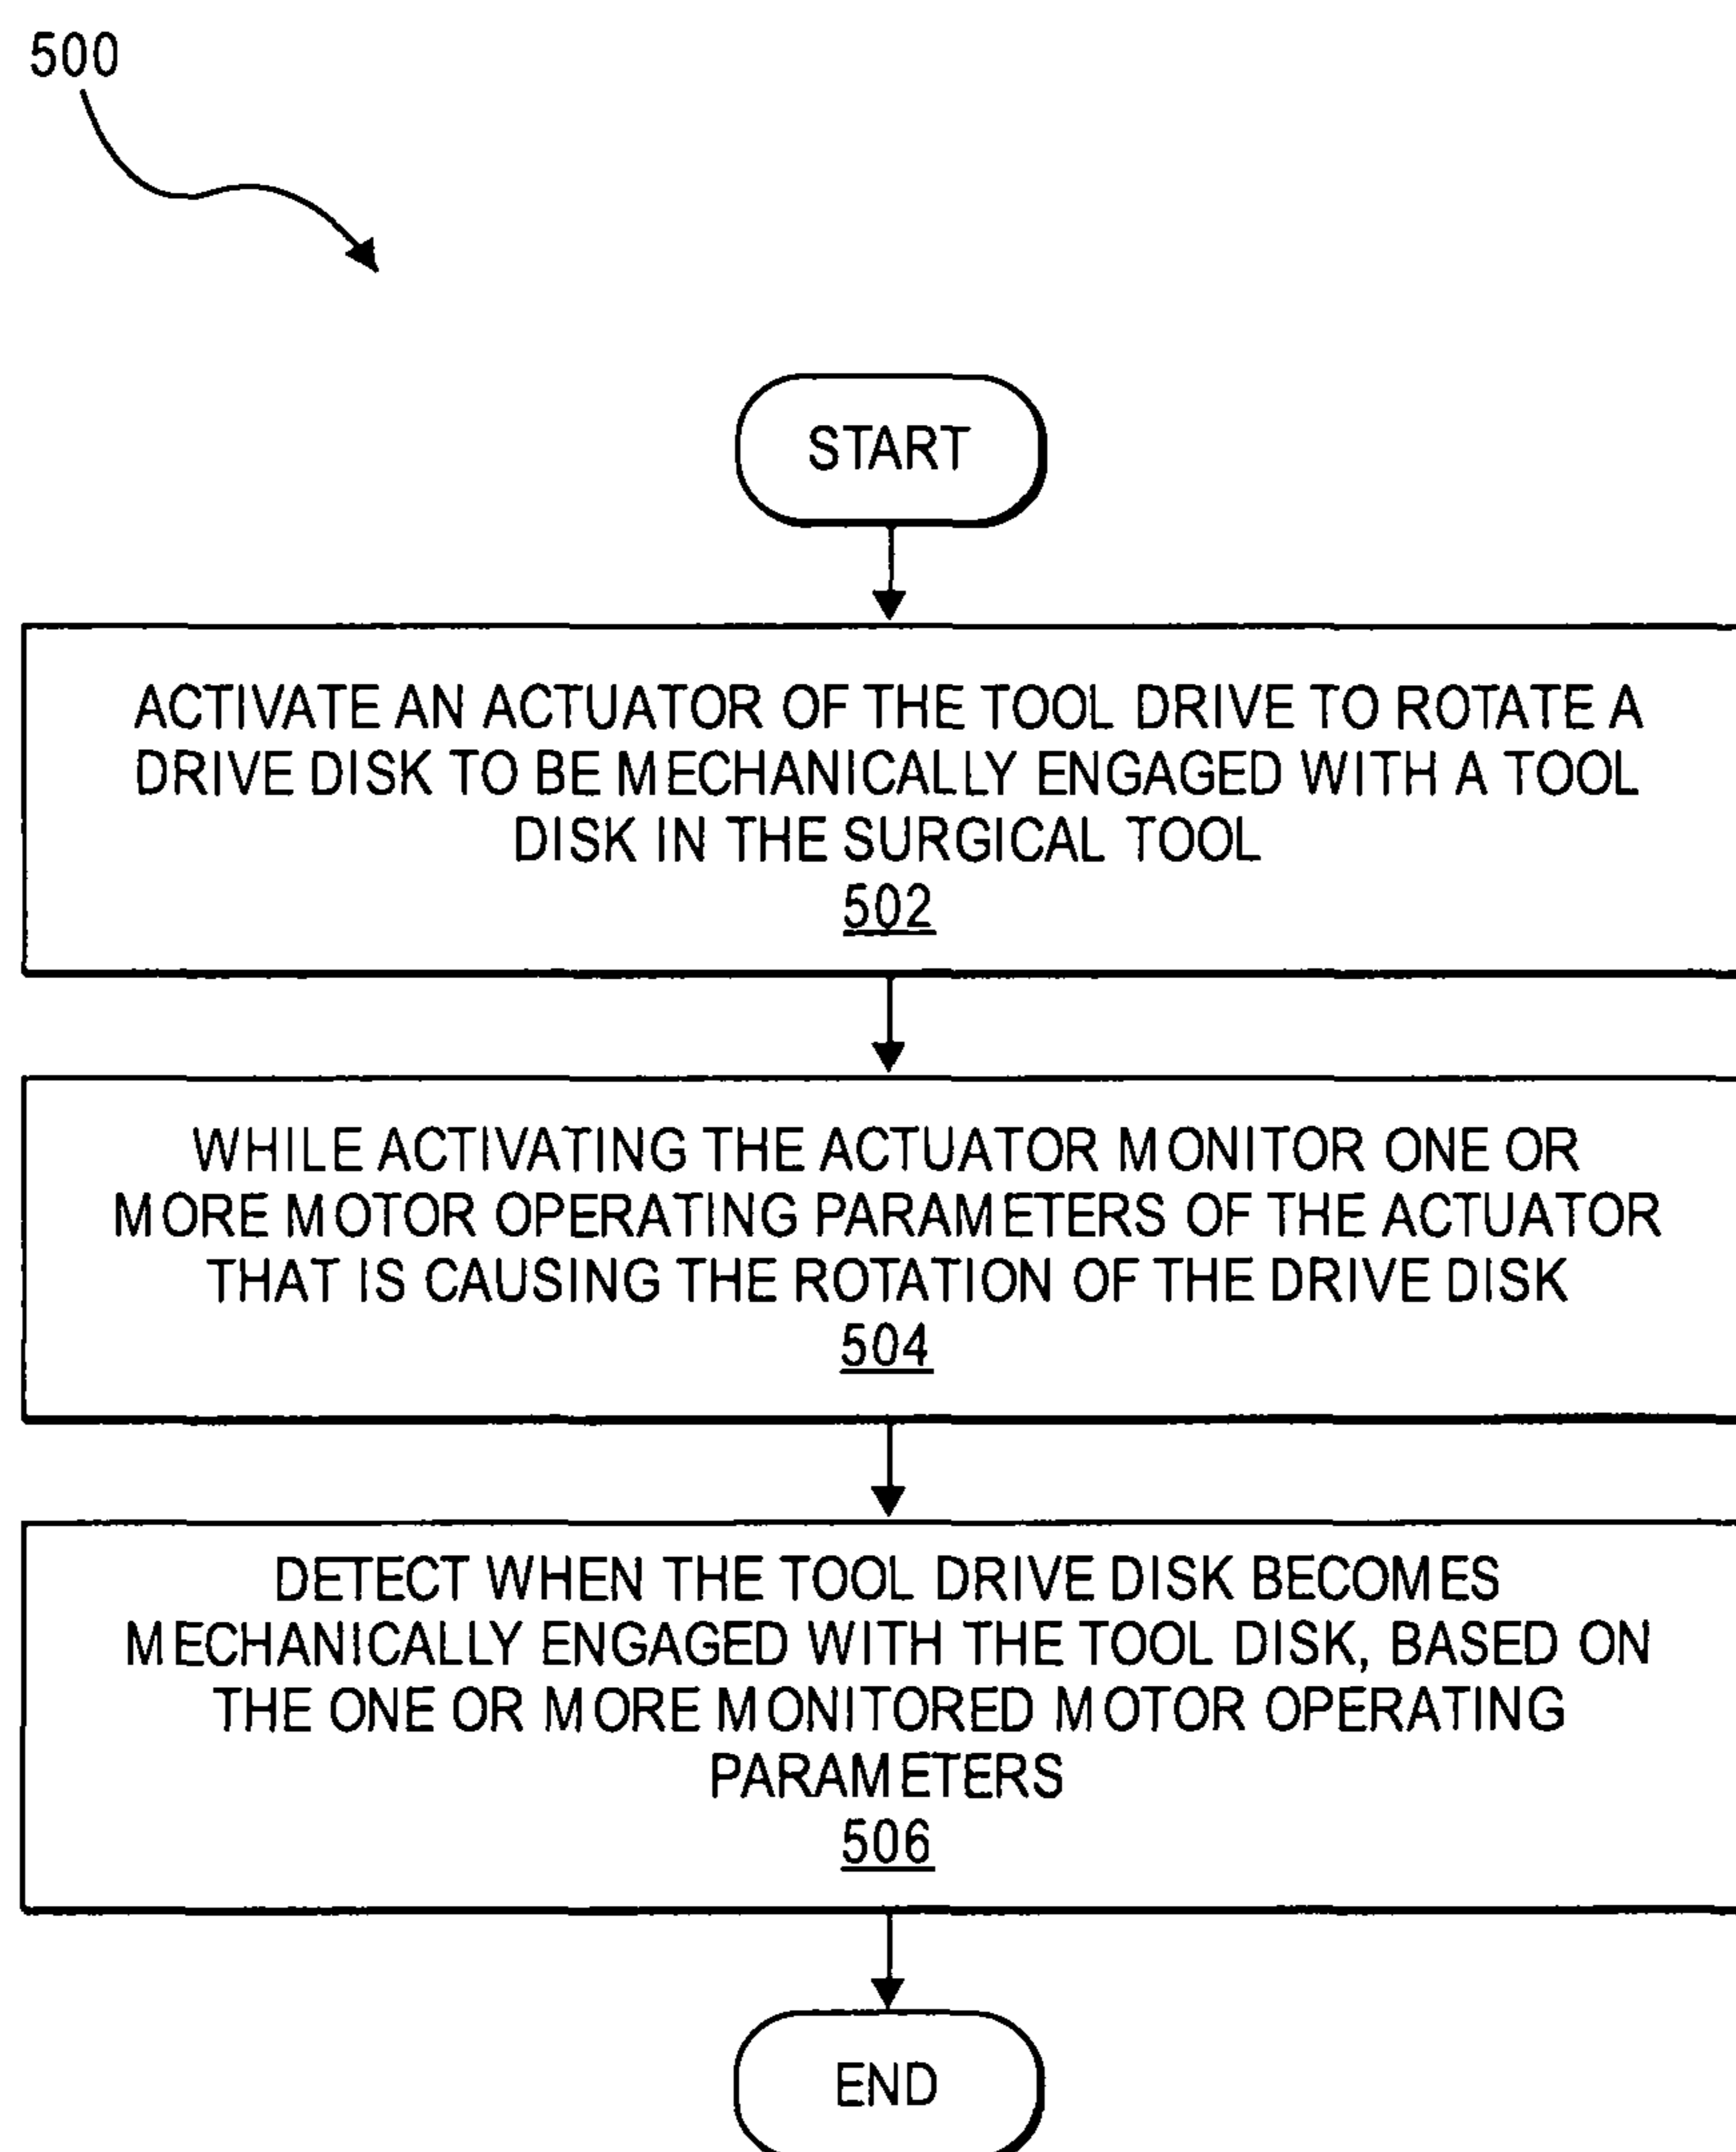 500
START
ACTIVATE AN ACTUATOR OF THE TOOL DRIVE TO ROTATE A
DRIVE DISK TO BE MECHANICALLY ENGAGED WITH A TOOL
DISK IN THE SURGICAL TOOL
502
WHILE ACTIVATING THE ACTUATOR MONITOR ONE OR
MORE MOTOR OPERATING PARAMETERS OF THE ACTUATOR
THAT IS CAUSING THE ROTATION OF THE DRIVE DISK
504
DETECT WHEN THE TOOL DRIVE DISK BECOMES
MECHANICALLY ENGAGED WITH THE TOOL DISK, BASED ON
THE ONE OR MORE MONITORED MOTOR OPERATING
PARAMETERS
506
END